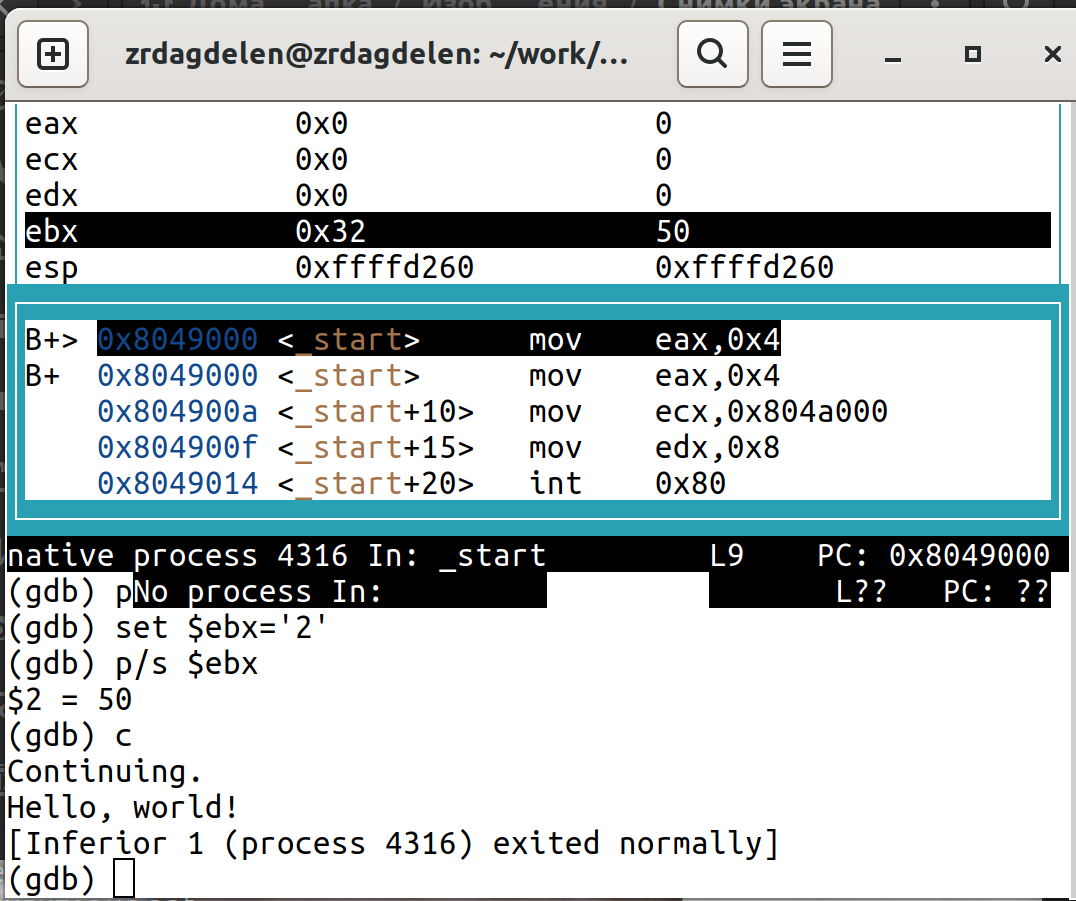 zrdagdelen@zrdagdelen: ~/work/...
eax 0x0 0
ecx 0x0 0
edx 0x0 0
ebx 0x32 50
esp 0xffffd260 0xffffd260
B+> 0x8049000 <_start> mov eax,0x4
B+ 0x8049000 <_start> mov eax,0x4
0x804900a <_start+10> mov ecx,0x804a000
0x804900f <_start+15> mov edx,0x8
0x8049014 <_start+20> int 0x80
native process 4316 In: _start L9 PC: 0x8049000
(gdb) pNo process In: L?? PC: ??
(gdb) set $ebx='2'
(gdb) p/s $ebx
$2 = 50
(gdb) c
Continuing.
Hello, world!
[Inferior 1 (process 4316) exited normally]
(gdb)